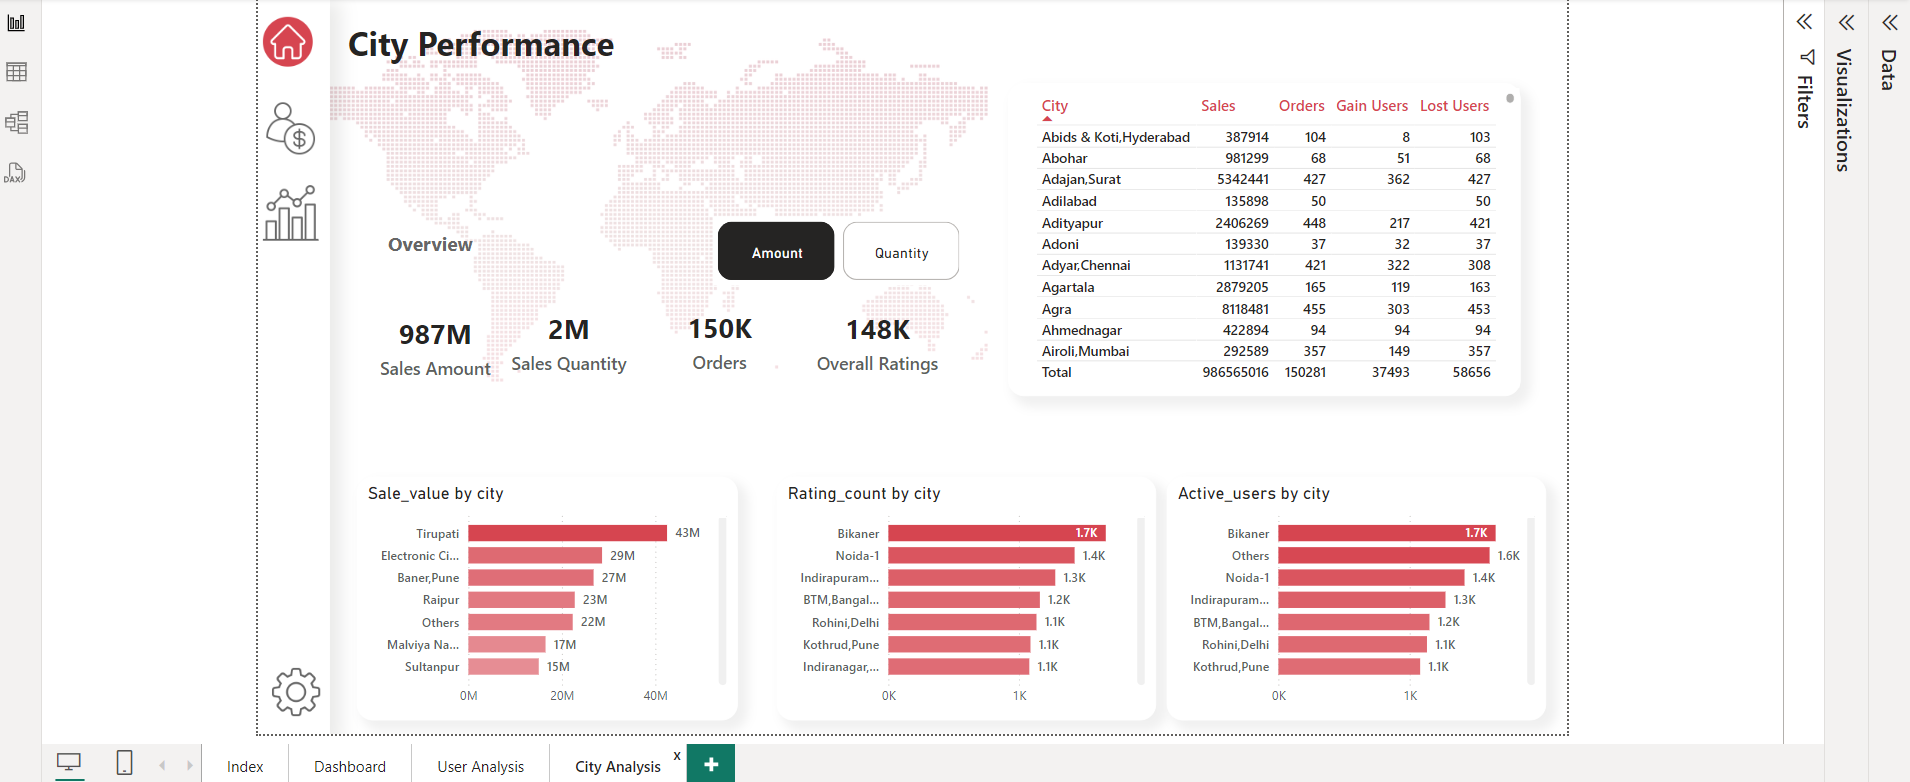 City Performance
Overview
Amount
Quantity
987M
Sales Amount
2M
Sales Quantity
150K
Orders
148K
Overall Ratings
City Sales Orders Gain Users Lost Users
Abids & Koti,Hyderabad 387914 104 8 103
Abohar 981299 68 51 68
Adajan,Surat 5342441 427 362 427
Adilabad 135898 50 50
Adityapur 2406269 448 217 421
Adoni 139330 37 32 37
Adyar,Chennai 1131741 421 322 308
Agartala 2879205 165 119 163
Agra 8118481 455 303 453
Ahmednagar 422894 94 94 94
Airoli,Mumbai 292589 357 149 357
Total 986565016 150281 37493 58656
Sale_value by city
Tirupati 43M
Electronic Ci... 29M
Baner,Pune 27M
Raipur 23M
Others 22M
Malviya Na... 17M
Sultanpur 15M
0M 20M 40M
Rating_count by city
Bikaner 1.7K
Noida-1 1.4K
Indirapuram... 1.3K
BTM,Bangal... 1.2K
Rohini,Delhi 1.1K
Kothrud,Pune 1.1K
Indiranagar,... 1.1K
0K 1K
Active_users by city
Bikaner 1.7K
Others 1.6K
Noida-1 1.4K
Indirapuram... 1.3K
BTM,Bangal... 1.2K
Rohini,Delhi 1.1K
Kothrud,Pune 1.1K
0K 1K
Filters
Visualizations
Data
DAX
Index
Dashboard
User Analysis
City Analysis x
+